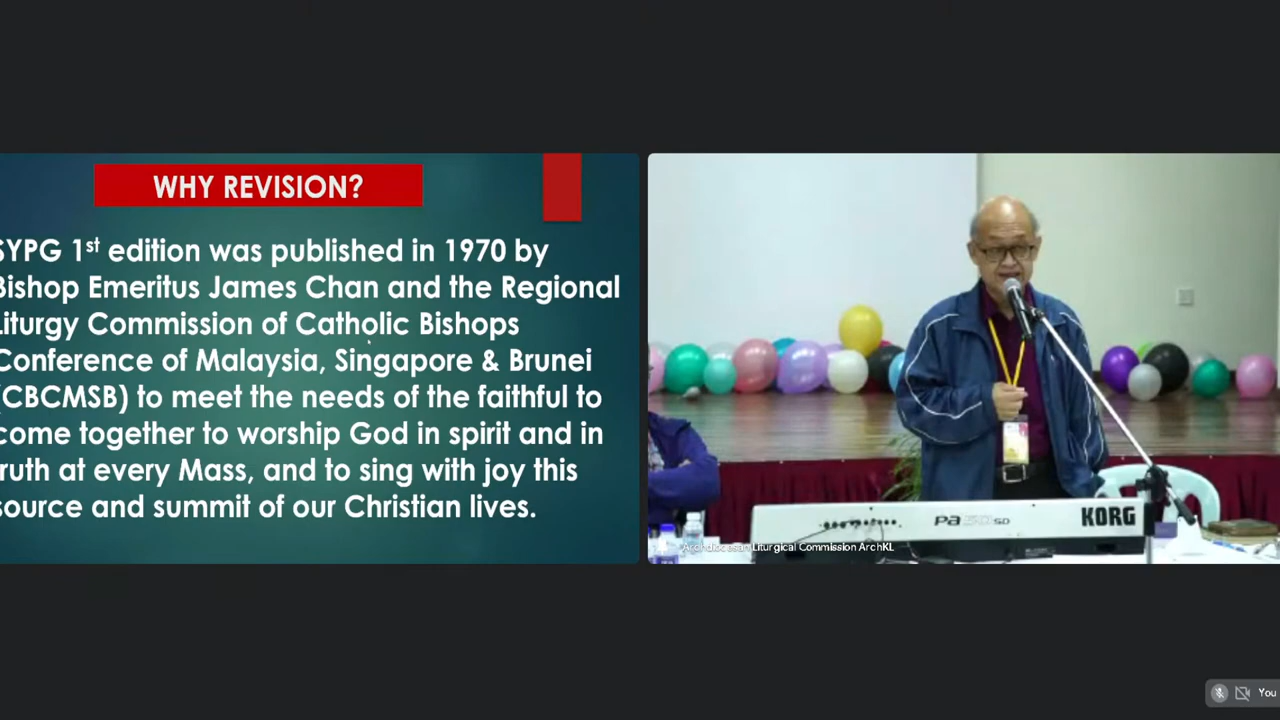 WHY REVISION?
SYPG 1st edition was published in 1970 by
Bishop Emeritus James Chan and the Regional
Liturgy Commission of Catholic Bishops
Conference of Malaysia, Singapore & Brunei
(CBCMSB) to meet the needs of the faithful to
come together to worship God in spirit and in
truth at every Mass, and to sing with joy this
source and summit of our Christian lives.
Pa50SD KORG
Archdiocesan Liturgical Commission ArchKL
You